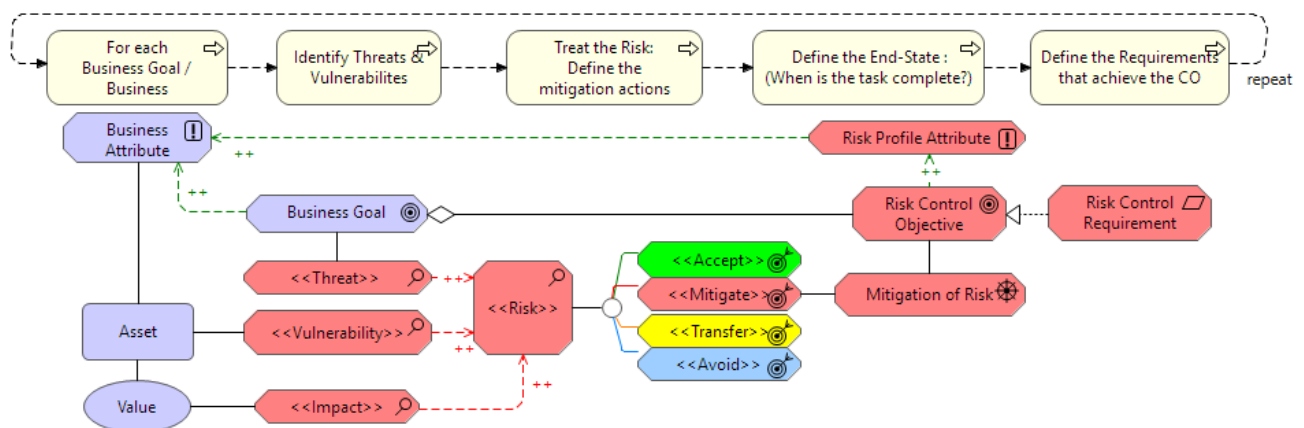 For each
Business Goal /
Business
Identify Threats &
Vulnerabilites
Treat the Risk:
Define the
mitigation actions
Define the End-State :
(When is the task complete?)
Define the Requirements
that achieve the CO
repeat
Business
Attribute
++
Risk Profile Attribute
++
++
Business Goal
Risk Control
Objective
Risk Control
Requirement
<<Threat>>
++
<<Risk>>
<<Accept>>
<<Mitigate>>
Mitigation of Risk
Asset
<<Vulnerability>>
++
<<Transfer>>
<<Avoid>>
++
Value
<<Impact>>